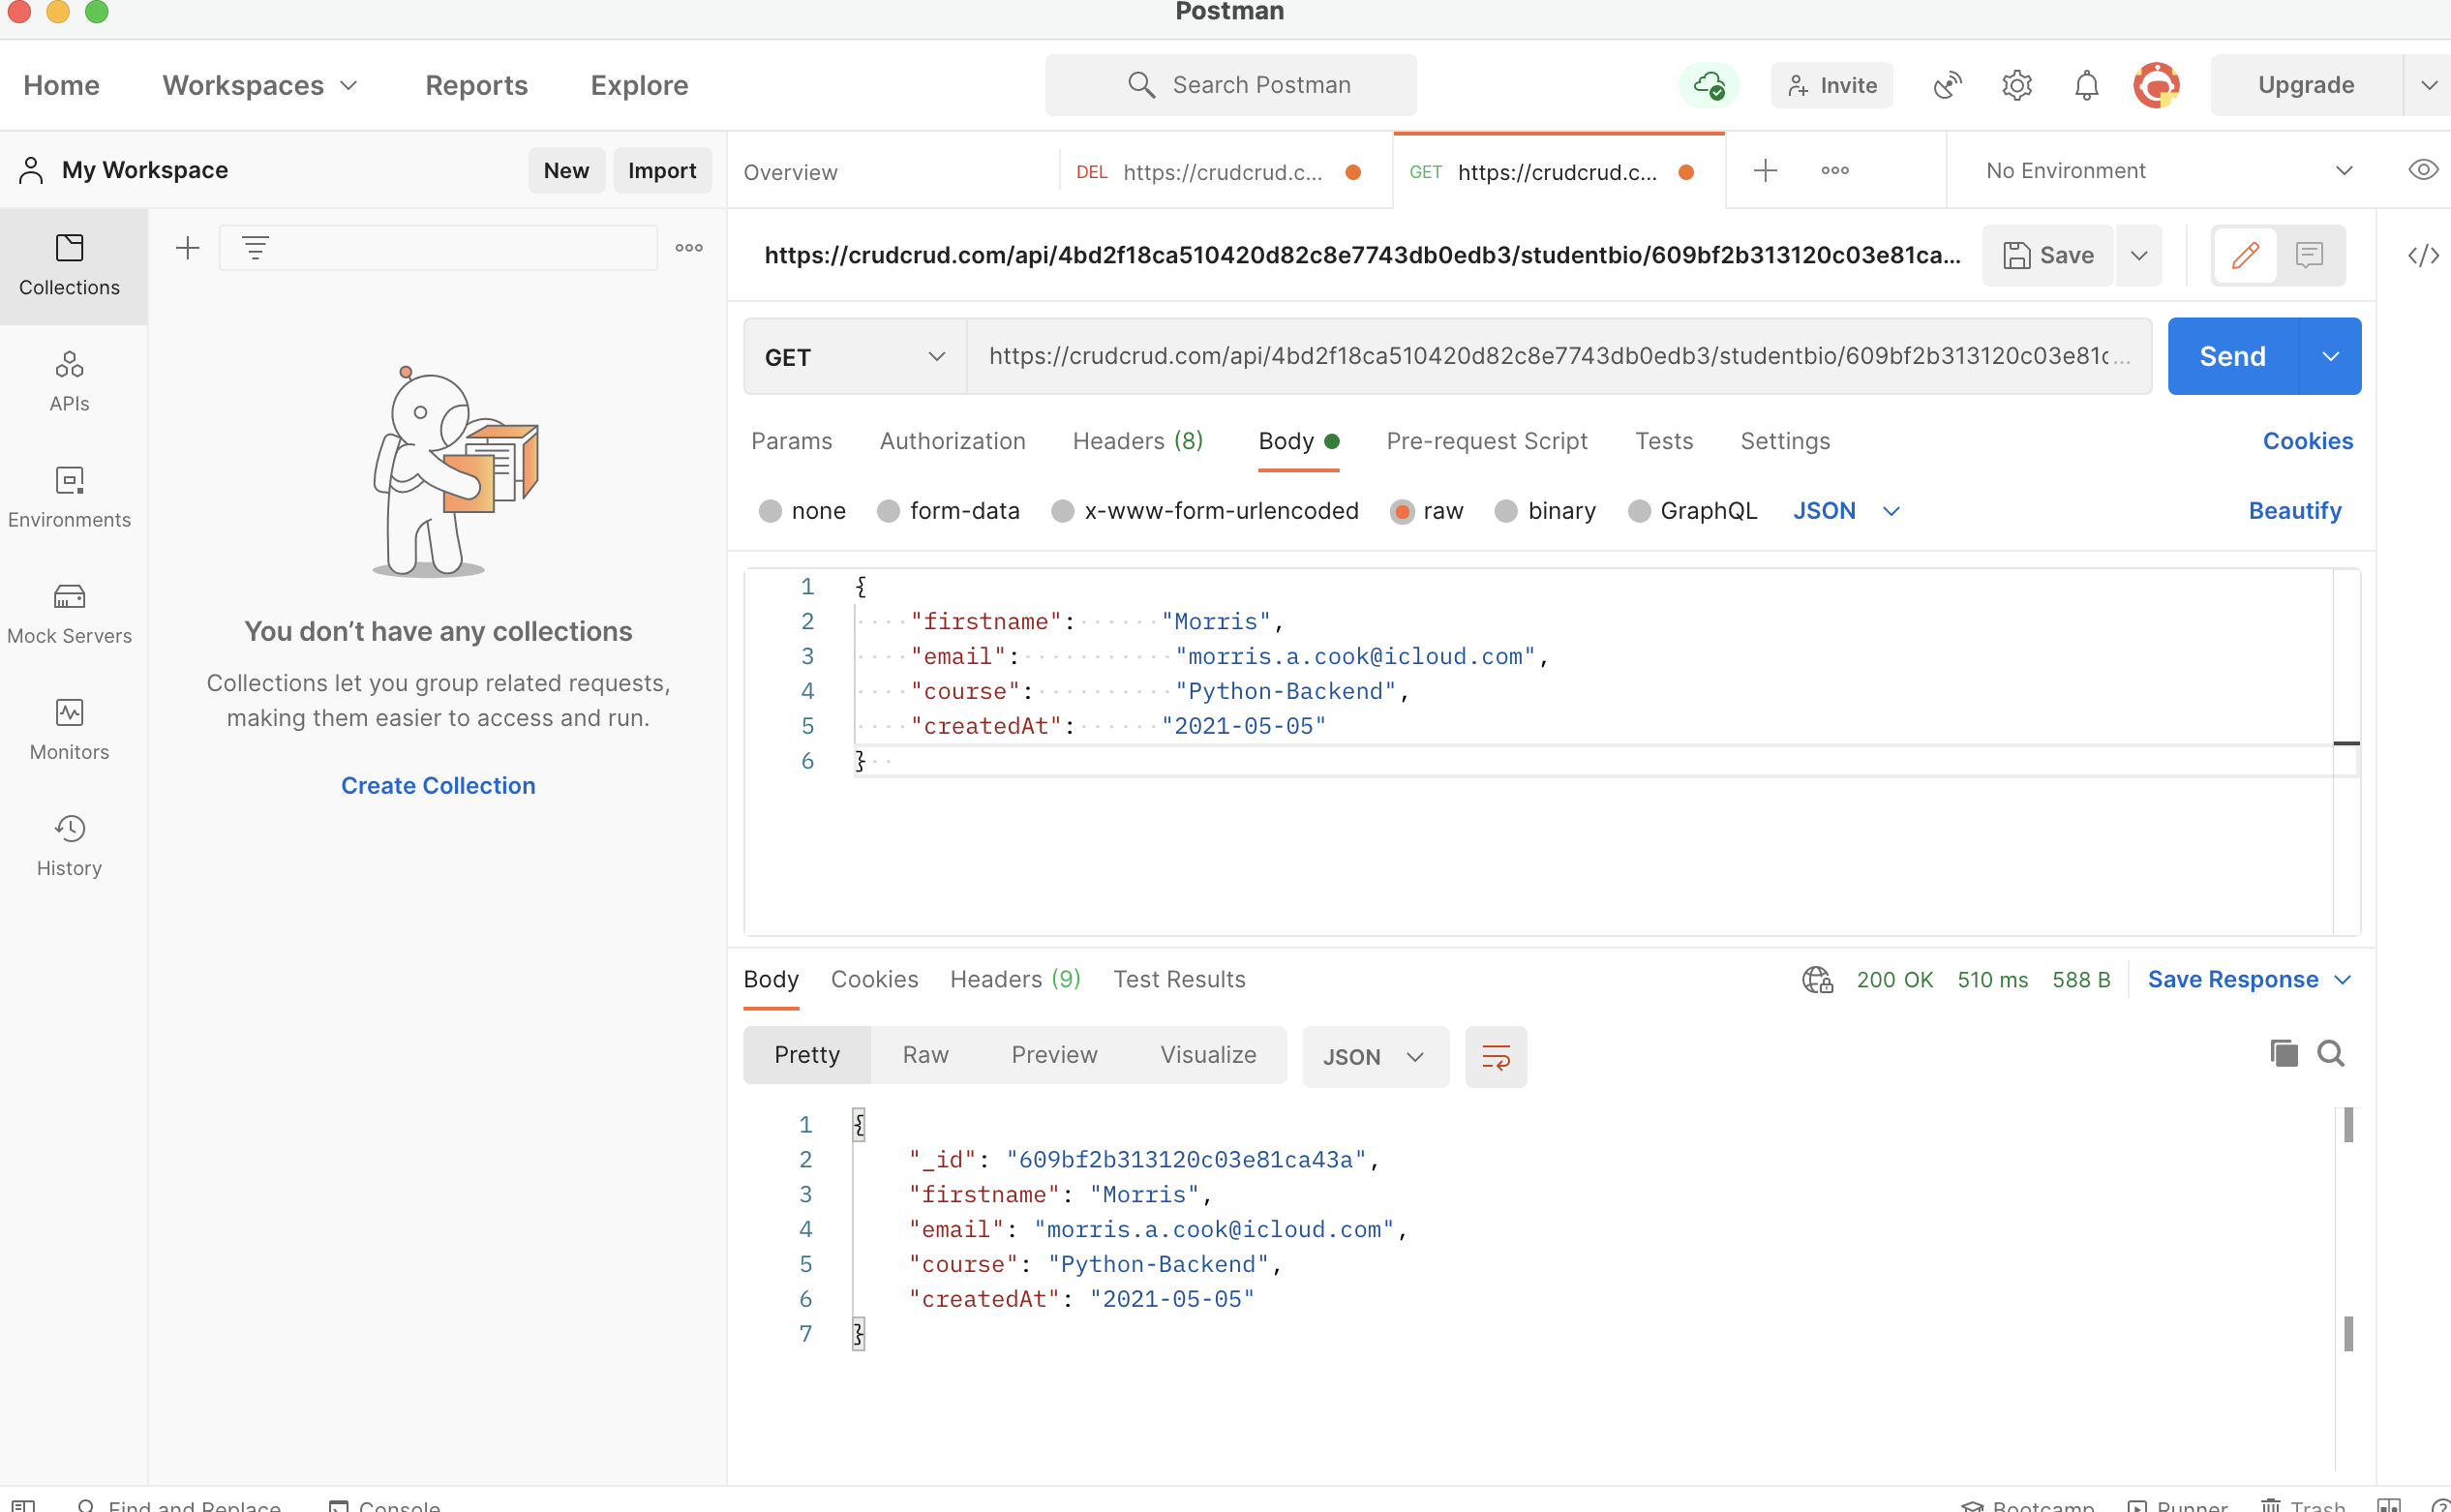 Postman
Home Workspaces Reports Explore Search Postman Invite Upgrade
My Workspace New Import
Overview DEL https://crudcrud.c... GET https://crudcrud.c... No Environment
Collections
APIs
Environments
Mock Servers
Monitors
History
You don’t have any collections
Collections let you group related requests,
making them easier to access and run.
Create Collection
https://crudcrud.com/api/4bd2f18ca510420d82c8e7743db0edb3/studentbio/609bf2b313120c03e81ca... Save
GET https://crudcrud.com/api/4bd2f18ca510420d82c8e7743db0edb3/studentbio/609bf2b313120c03e81c... Send
Params Authorization Headers (8) Body Pre-request Script Tests Settings Cookies
none form-data x-www-form-urlencoded raw binary GraphQL JSON Beautify
1 {
2 "firstname": "Morris",
3 "email": "morris.a.cook@icloud.com",
4 "course": "Python-Backend",
5 "createdAt": "2021-05-05"
6 }
Body Cookies Headers (9) Test Results 200 OK 510 ms 588 B Save Response
Pretty Raw Preview Visualize JSON
1 {
2 "_id": "609bf2b313120c03e81ca43a",
3 "firstname": "Morris",
4 "email": "morris.a.cook@icloud.com",
5 "course": "Python-Backend",
6 "createdAt": "2021-05-05"
7 }
Find and Replace Console Bootcamp Runner Trash